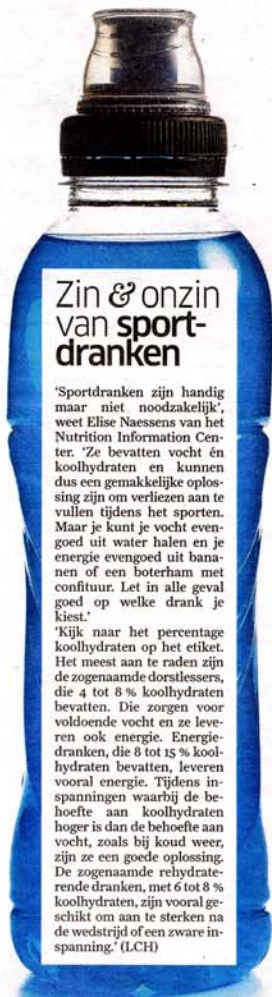 Zin & onzin
van sport-
dranken
‘Sportdranken zijn handig
maar niet noodzakelijk’,
weet Elise Naessens van het
Nutrition Information Cen-
ter. ‘Ze bevatten vocht én
koolhydraten en kunnen
dus een gemakkelijke oplos-
sing zijn om verliezen aan te
vullen tijdens het sporten.
Maar je kunt je vocht even-
goed uit water halen en je
energie evengoed uit bana-
nen of een boterham met
confituur. Let in alle geval
goed op welke drank je
kiest.’
‘Kijk naar het percentage
koolhydraten op het etiket.
Het meest aan te raden zijn
de zogenaamde dorstlessers,
die 4 tot 8 % koolhydraten
bevatten. Die zorgen voor
voldoende vocht en ze leve-
ren ook energie. Energie-
dranken, die 8 tot 15 % kool-
hydraten bevatten, leveren
vooral energie. Tijdens in-
spanningen waarbij de be-
hoefte aan koolhydraten
hoger is dan de behoefte aan
vocht, zoals bij koud weer,
zijn ze een goede oplossing.
De zogenaamde rehydrate-
rende dranken, met 6 tot 8 %
koolhydraten, zijn vooral ge-
schikt om aan te sterken na
de wedstrijd of een zware in-
spanning.’ (LCH)